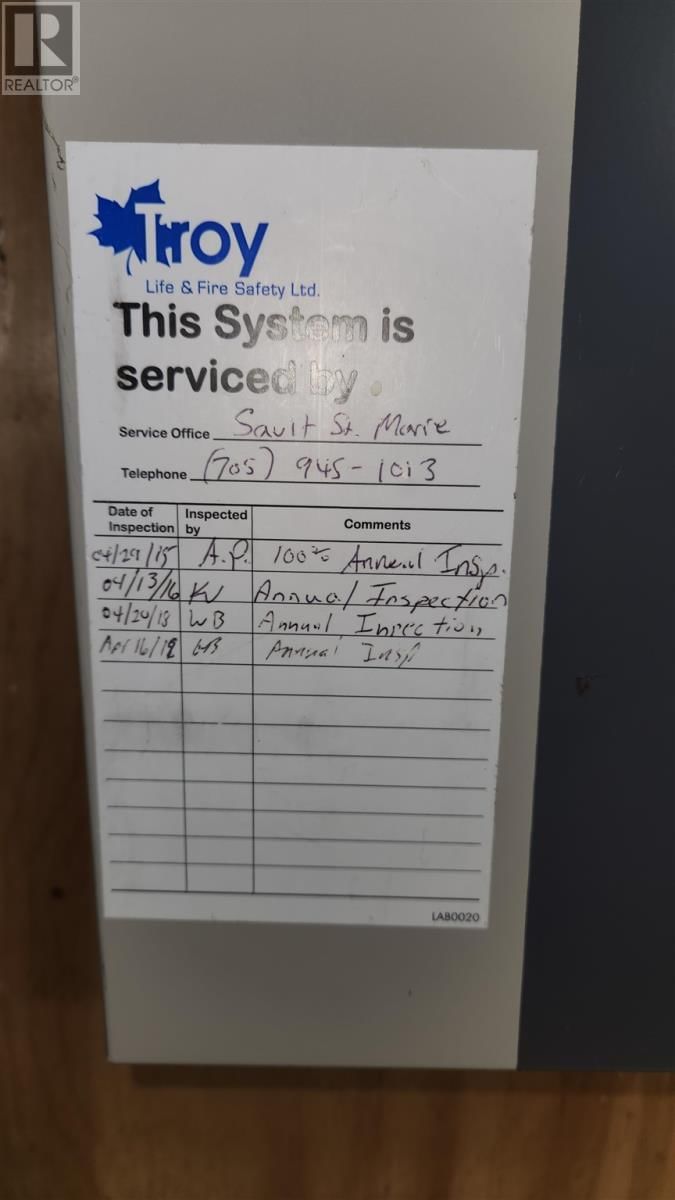 R
REALTOR®
Troy
Life & Fire Safety Ltd.
This System is
serviced by
Service Office Sault St. Marie
Telephone (705) 945-1013
Date of Inspection Inspected by Comments
04/29/15 A.P. 100% Annual Insp.
04/13/16 KV Annual Inspection
04/20/18 WB Annual Inpection
Apr 16/19 Annual Insp
LAB0020